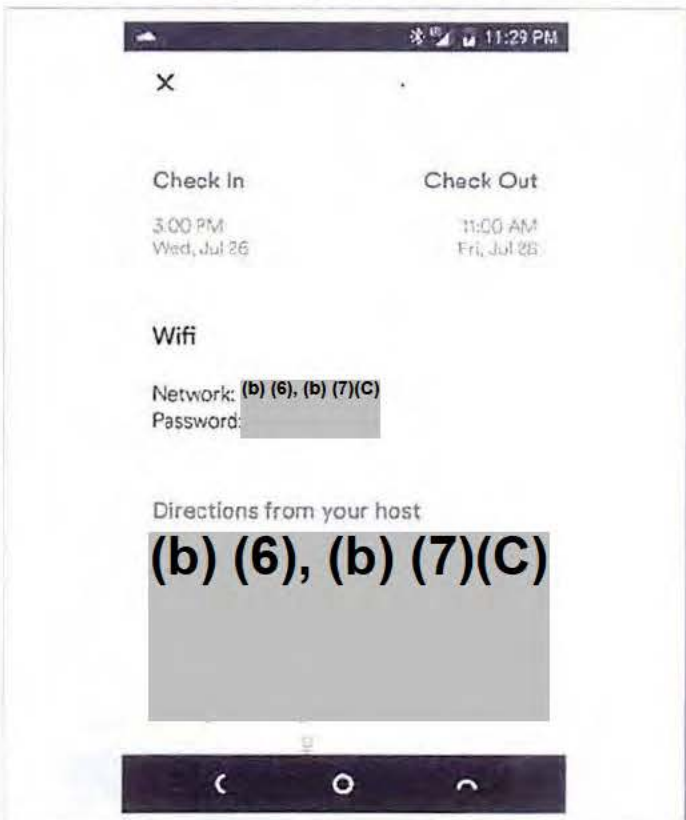 11:29 PM
Check In Check Out
3:00 PM 11:00 AM
Wed, Jul 26 Fri, Jul 28
Wifi
Network: (b) (6), (b) (7)(C)
Password:
Directions from your host
(b) (6), (b) (7)(C)